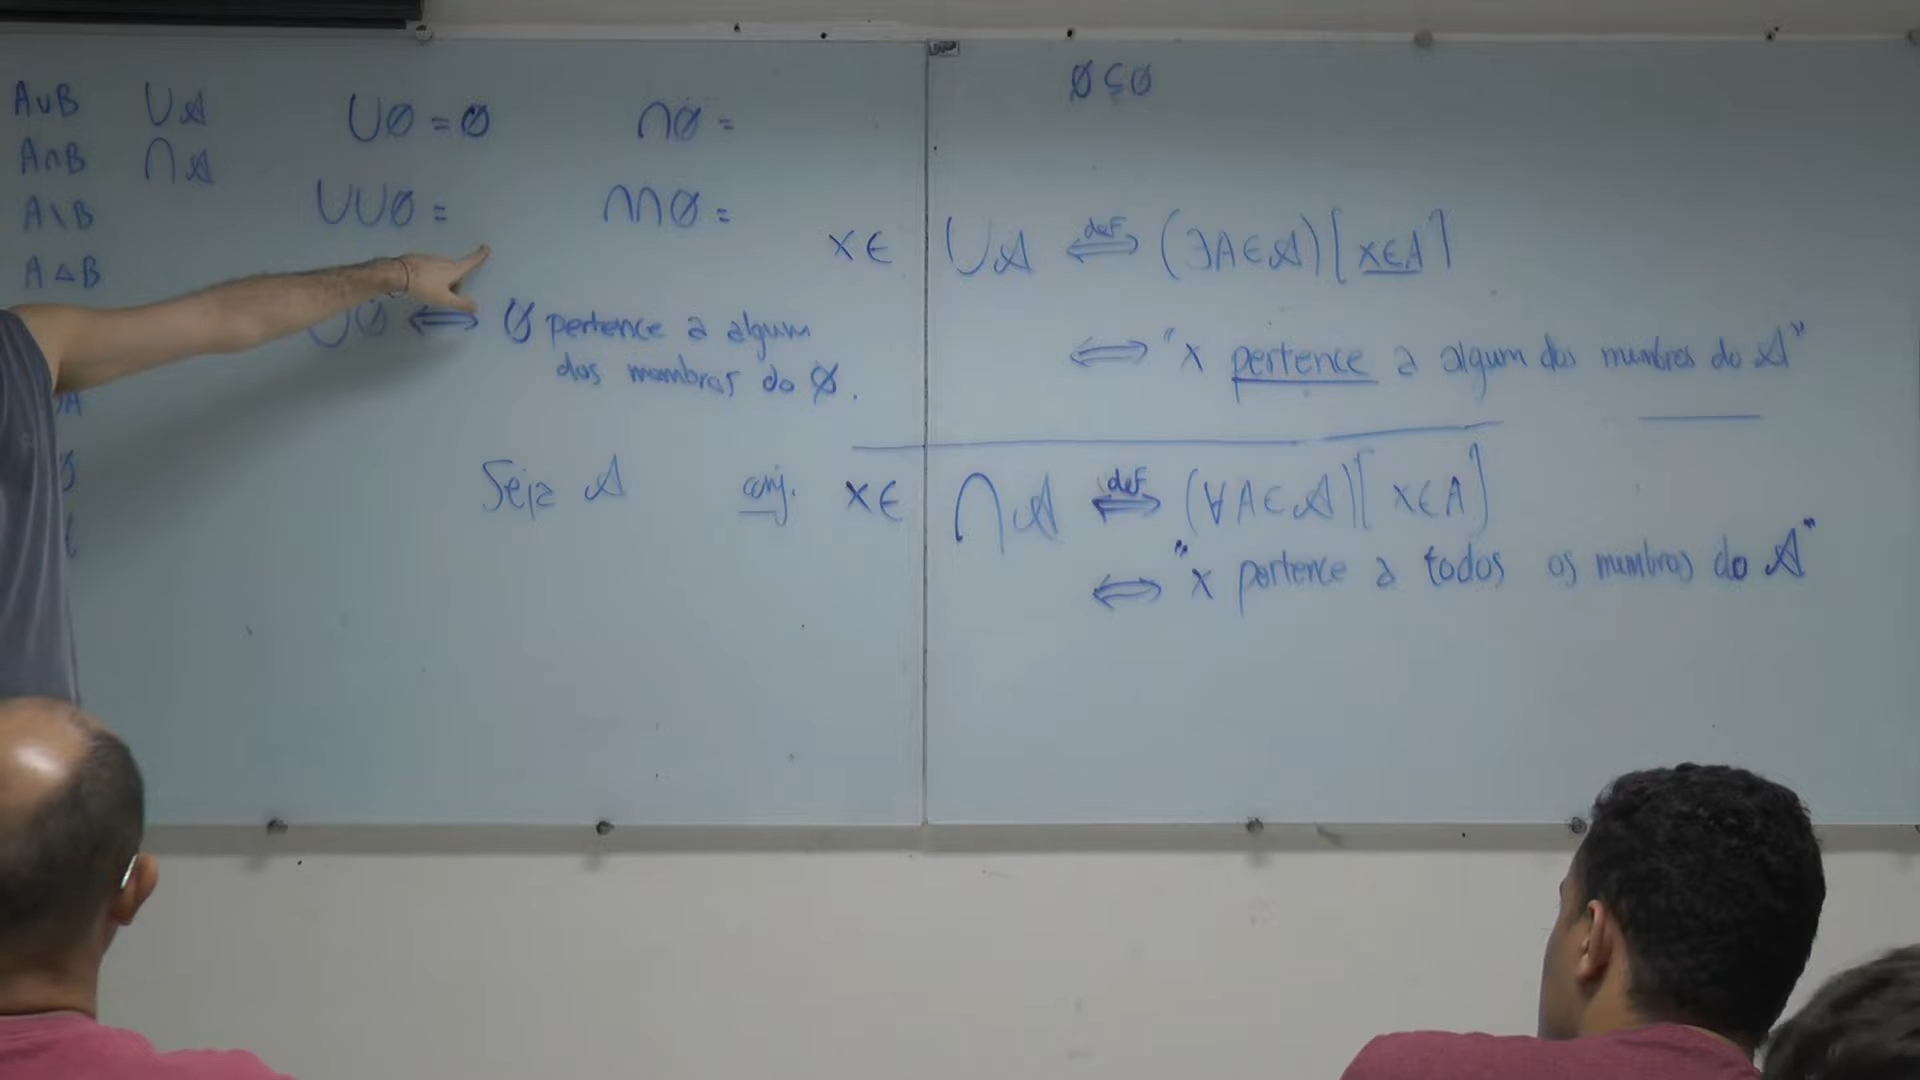 A∪B
A∩B
A\B
A△B
∪𝒜
∩𝒜
∪∅ = ∅
∩∅ =
∪∪∅ =
∩∩∅ =
∪∅ ⟺ ∅ pertence a algum
dos membros do ∅.
∅ ⊆ ∅
x ∈ ∪𝒜 ⟺def (∃A∈𝒜)[x∈A]
⟺ "x pertence a algum dos membros do 𝒜"
Seja 𝒜 conj. x ∈ ∩𝒜 ⟺def (∀A∈𝒜)[x∈A]
⟺ "x pertence a todos os membros do 𝒜"